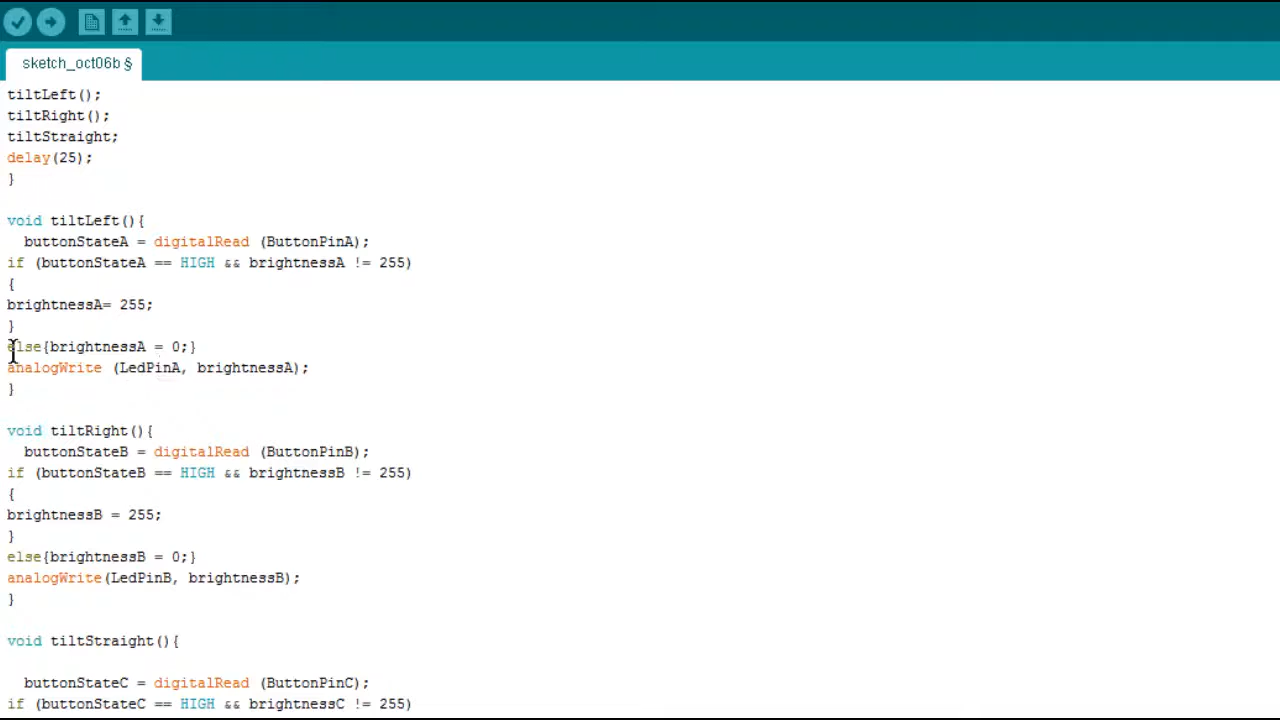 sketch_oct06b §
tiltLeft();
tiltRight();
tiltStraight;
delay(25);
}
void tiltLeft(){
buttonStateA = digitalRead (ButtonPinA);
if (buttonStateA == HIGH && brightnessA != 255)
{
brightnessA= 255;
}
else{brightnessA = 0;}
analogWrite (LedPinA, brightnessA);
}
void tiltRight(){
buttonStateB = digitalRead (ButtonPinB);
if (buttonStateB == HIGH && brightnessB != 255)
{
brightnessB = 255;
}
else{brightnessB = 0;}
analogWrite(LedPinB, brightnessB);
}
void tiltStraight(){
buttonStateC = digitalRead (ButtonPinC);
if (buttonStateC == HIGH && brightnessC != 255)